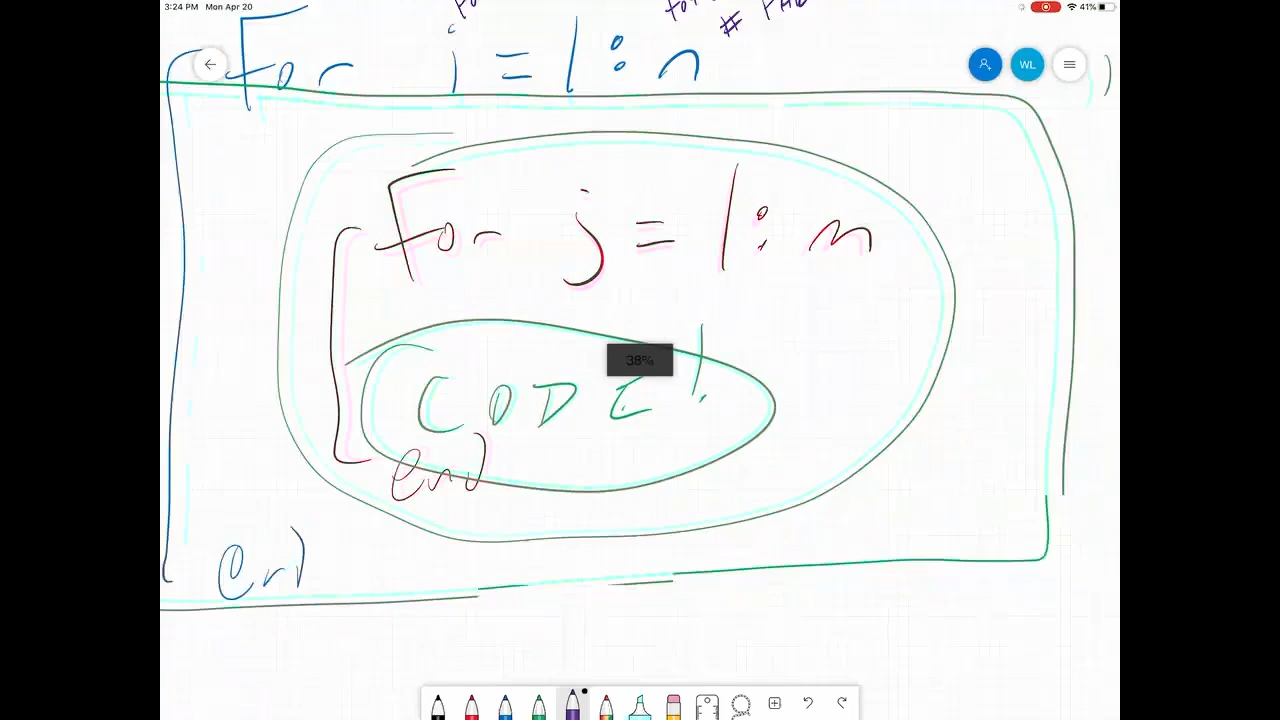 3:24 PM Mon Apr 20
41%
#
For i = 1 : n
WL
)
For j = 1 : m
38%
CODE!
end
end